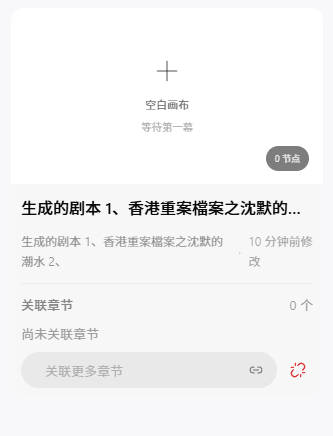 空白画布
等待第一幕
0 节点
生成的剧本 1、香港重案檔案之沈默的...
生成的剧本 1、香港重案檔案之沈默的
潮水 2、
·
10 分钟前修
改
关联章节
0 个
尚未关联章节
关联更多章节